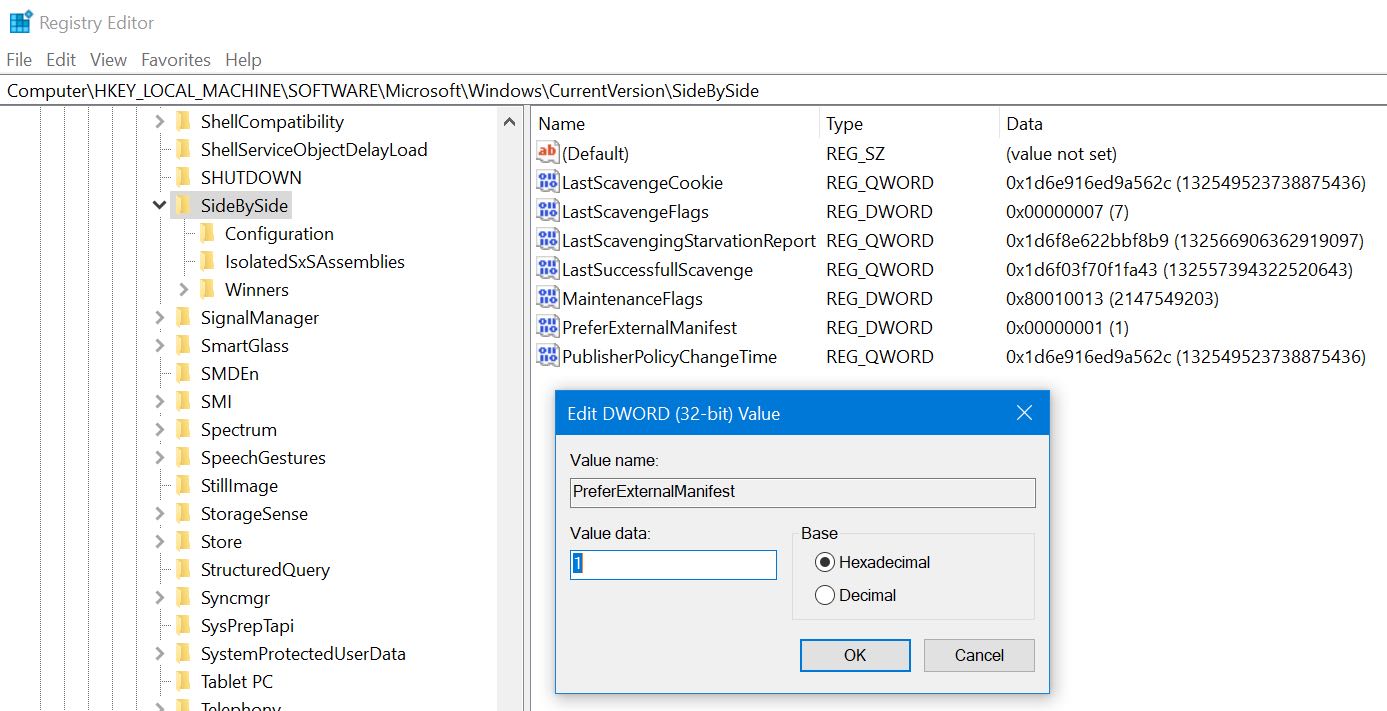 Registry Editor
File Edit View Favorites Help
Computer\HKEY_LOCAL_MACHINE\SOFTWARE\Microsoft\Windows\CurrentVersion\SideBySide
ShellCompatibility
ShellServiceObjectDelayLoad
SHUTDOWN
SideBySide
Configuration
IsolatedSxSAssemblies
Winners
SignalManager
SmartGlass
SMDEn
SMI
Spectrum
SpeechGestures
StillImage
StorageSense
Store
StructuredQuery
Syncmgr
SysPrepTapi
SystemProtectedUserData
Tablet PC
Telephony
Name Type Data
(Default) REG_SZ (value not set)
LastScavengeCookie REG_QWORD 0x1d6e916ed9a562c (132549523738875436)
LastScavengeFlags REG_DWORD 0x00000007 (7)
LastScavengingStarvationReport REG_QWORD 0x1d6f8e622bbf8b9 (132566906362919097)
LastSuccessfullScavenge REG_QWORD 0x1d6f03f70f1fa43 (132557394322520643)
MaintenanceFlags REG_DWORD 0x80010013 (2147549203)
PreferExternalManifest REG_DWORD 0x00000001 (1)
PublisherPolicyChangeTime REG_QWORD 0x1d6e916ed9a562c (132549523738875436)
Edit DWORD (32-bit) Value
Value name:
PreferExternalManifest
Value data: Base
1
Hexadecimal
Decimal
OK Cancel